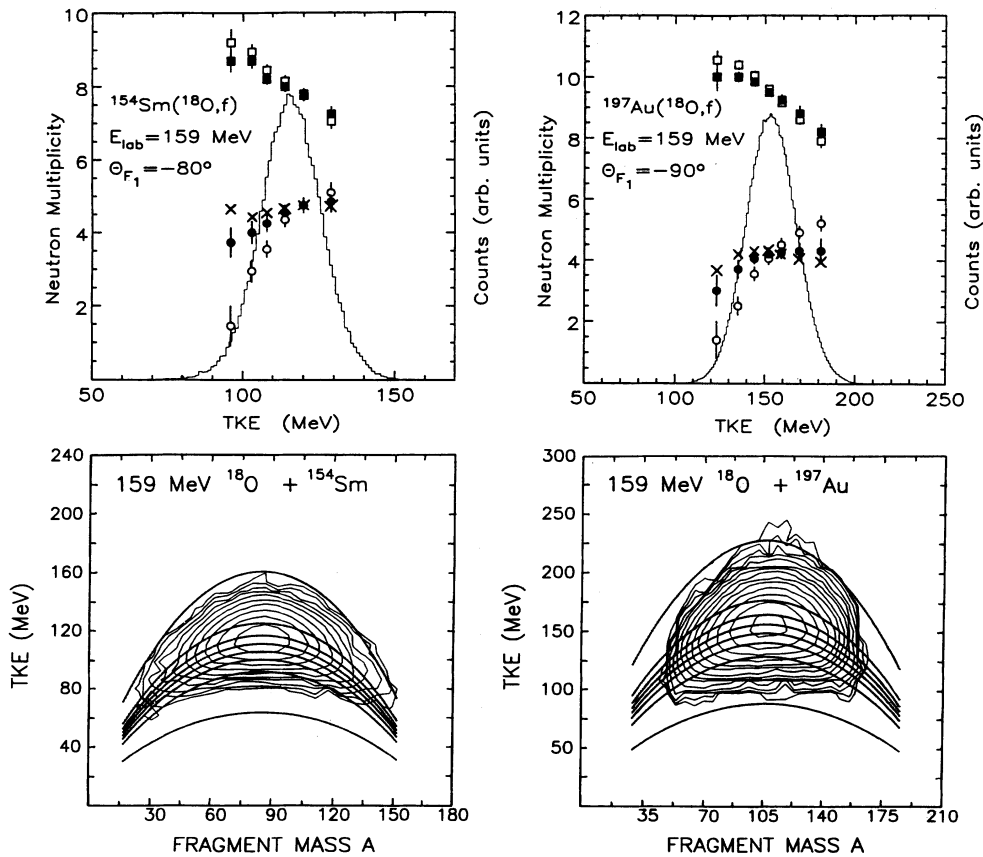 10
8
6
4
2
50
100
150
Neutron Multiplicity
TKE (MeV)
Counts (arb. units)
¹⁵⁴Sm(¹⁸O,f)
E_lab=159 MeV
Θ_F₁=−80°
12
10
8
6
4
2
50
100
150
200
250
Neutron Multiplicity
TKE (MeV)
Counts (arb. units)
¹⁹⁷Au(¹⁸O,f)
E_lab=159 MeV
Θ_F₁=−90°
240
200
160
120
80
40
30
60
90
120
150
180
TKE (MeV)
FRAGMENT MASS A
159 MeV ¹⁸O + ¹⁵⁴Sm
300
250
200
150
100
50
35
70
105
140
175
210
TKE (MeV)
FRAGMENT MASS A
159 MeV ¹⁸O + ¹⁹⁷Au